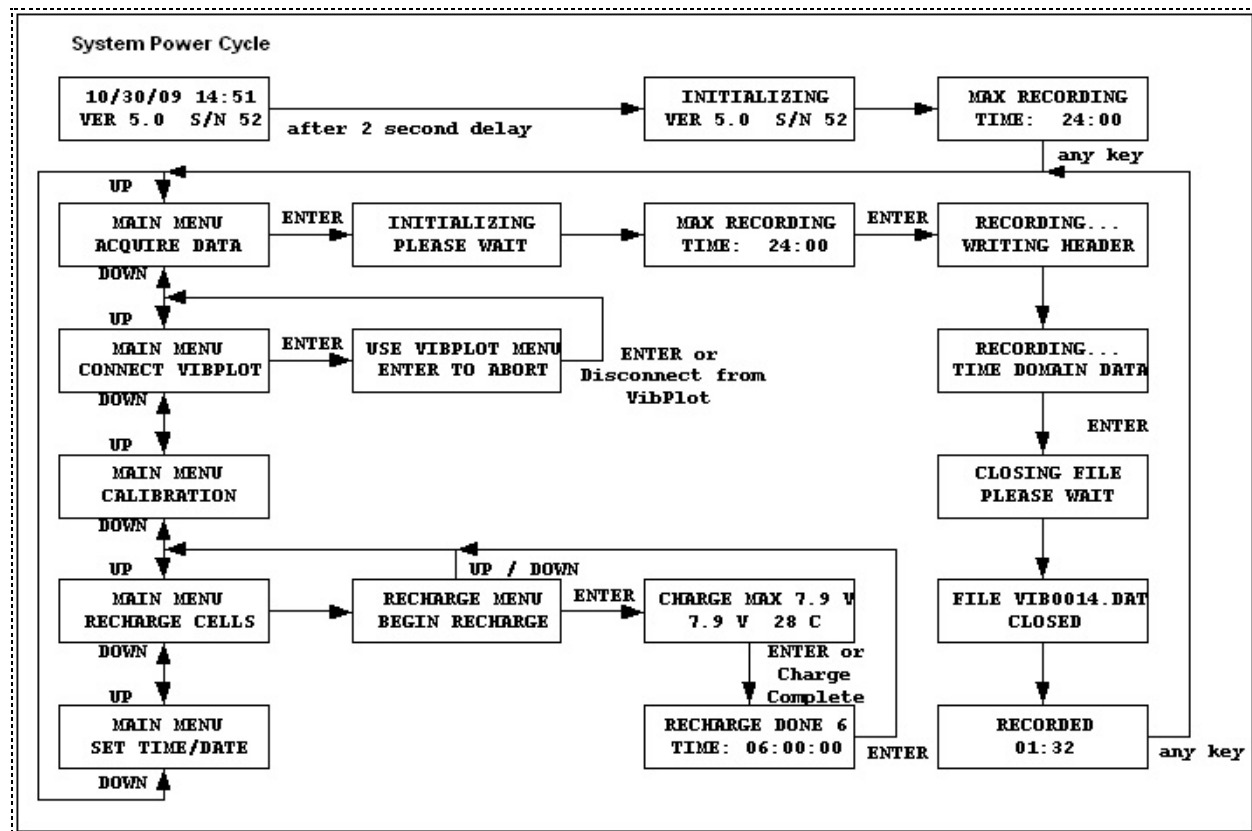 System Power Cycle
10/30/09 14:51
VER 5.0 S/N 52
after 2 second delay
INITIALIZING
VER 5.0 S/N 52
MAX RECORDING
TIME: 24:00
any key
UP
MAIN MENU
ACQUIRE DATA
ENTER
INITIALIZING
PLEASE WAIT
MAX RECORDING
TIME: 24:00
ENTER
RECORDING...
WRITING HEADER
DOWN
UP
MAIN MENU
CONNECT VIBPLOT
ENTER
USE VIBPLOT MENU
ENTER TO ABORT
ENTER or
Disconnect from
VibPlot
RECORDING...
TIME DOMAIN DATA
DOWN
ENTER
UP
MAIN MENU
CALIBRATION
CLOSING FILE
PLEASE WAIT
DOWN
UP
MAIN MENU
RECHARGE CELLS
RECHARGE MENU
BEGIN RECHARGE
UP / DOWN
ENTER
CHARGE MAX 7.9 V
7.9 V 28 C
FILE VIB0014.DAT
CLOSED
DOWN
ENTER or
Charge
Complete
UP
MAIN MENU
SET TIME/DATE
RECHARGE DONE 6
TIME: 06:00:00
ENTER
RECORDED
01:32
any key
DOWN